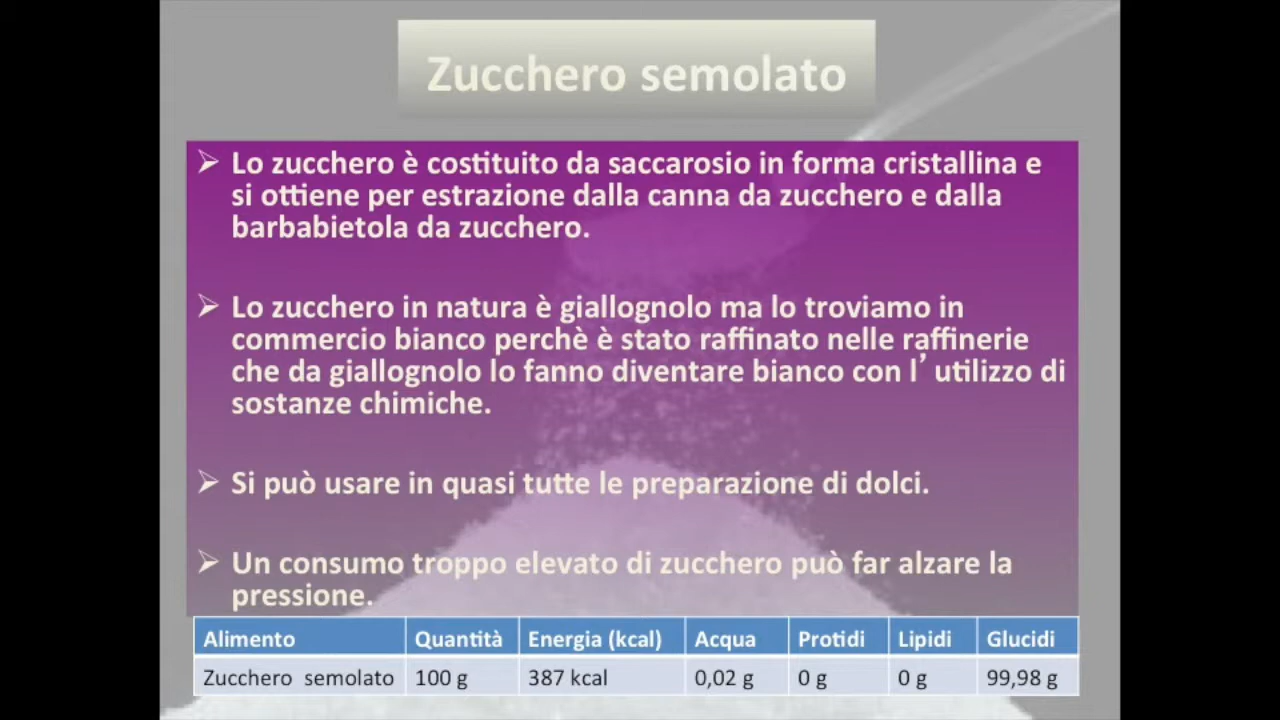 Zucchero semolato
Lo zucchero è costituito da saccarosio in forma cristallina e
si ottiene per estrazione dalla canna da zucchero e dalla
barbabietola da zucchero.
Lo zucchero in natura è giallognolo ma lo troviamo in
commercio bianco perchè è stato raffinato nelle raffinerie
che da giallognolo lo fanno diventare bianco con l’ utilizzo di
sostanze chimiche.
Si può usare in quasi tutte le preparazione di dolci.
Un consumo troppo elevato di zucchero può far alzare la
pressione.
Alimento Quantità Energia (kcal) Acqua Protidi Lipidi Glucidi
Zucchero semolato 100 g 387 kcal 0,02 g 0 g 0 g 99,98 g